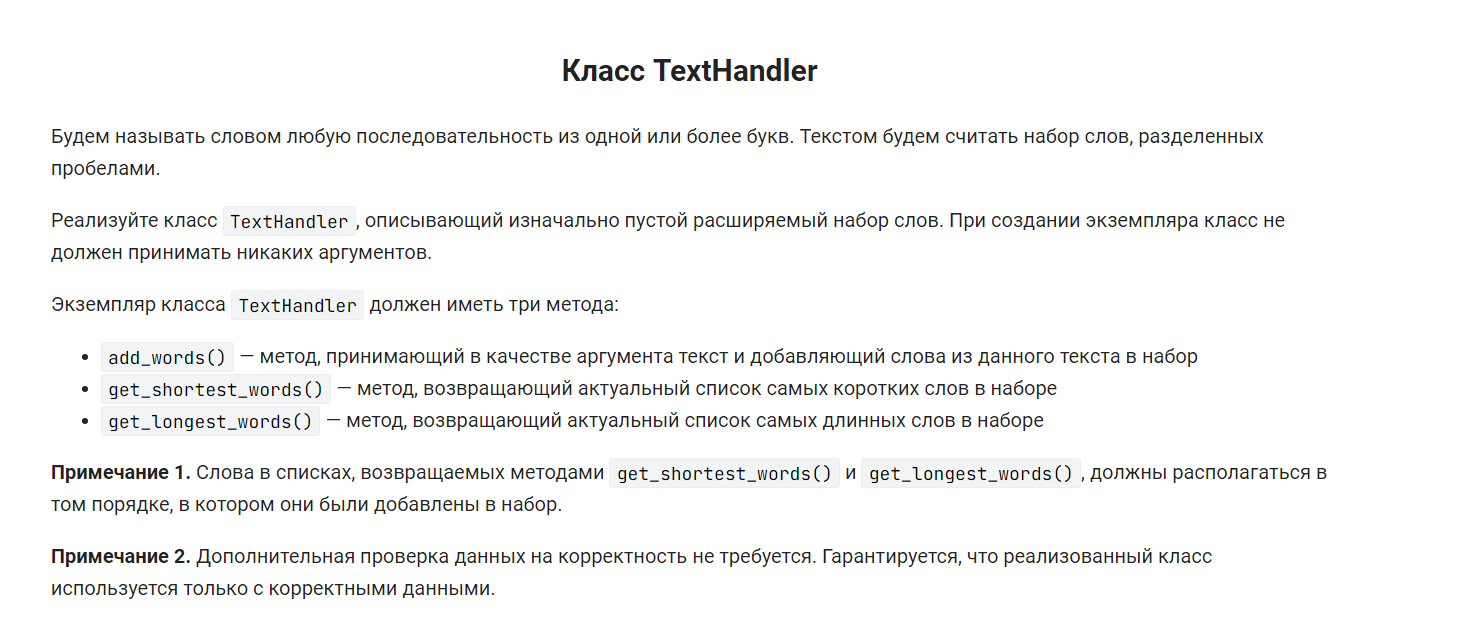 Класс TextHandler
Будем называть словом любую последовательность из одной или более букв. Текстом будем считать набор слов, разделенных
пробелами.
Реализуйте класс TextHandler, описывающий изначально пустой расширяемый набор слов. При создании экземпляра класс не
должен принимать никаких аргументов.
Экземпляр класса TextHandler должен иметь три метода:
• add_words() — метод, принимающий в качестве аргумента текст и добавляющий слова из данного текста в набор
• get_shortest_words() — метод, возвращающий актуальный список самых коротких слов в наборе
• get_longest_words() — метод, возвращающий актуальный список самых длинных слов в наборе
Примечание 1. Слова в списках, возвращаемых методами get_shortest_words() и get_longest_words(), должны располагаться в
том порядке, в котором они были добавлены в набор.
Примечание 2. Дополнительная проверка данных на корректность не требуется. Гарантируется, что реализованный класс
используется только с корректными данными.